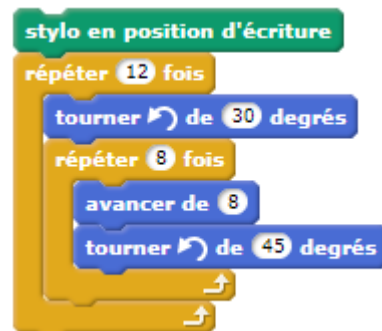 stylo en position d'écriture
répéter 12 fois
tourner de 30 degrés
répéter 8 fois
avancer de 8
tourner de 45 degrés